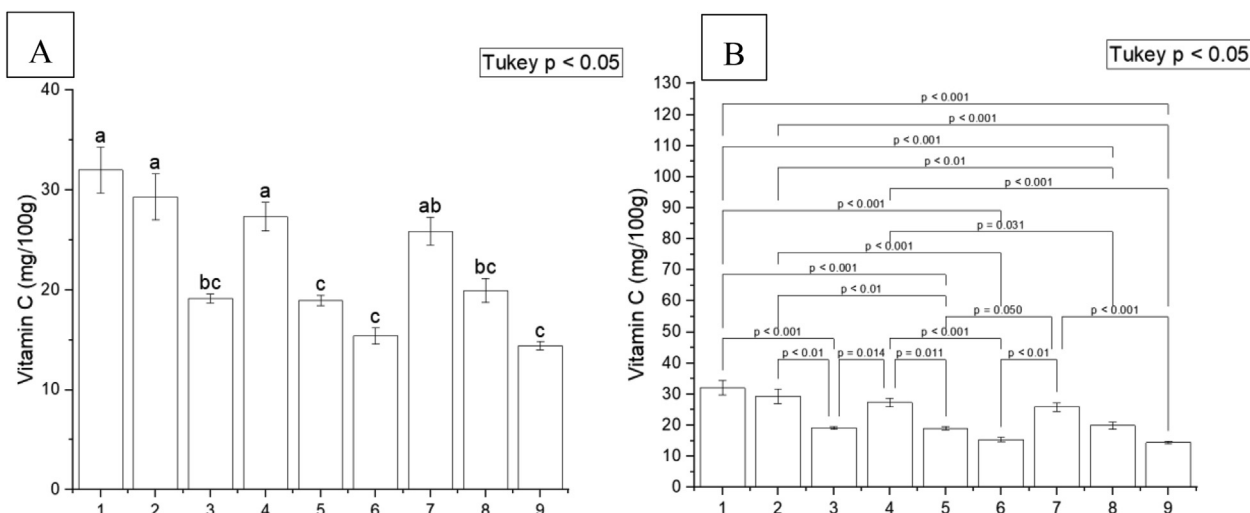 A
Tukey p < 0.05
Vitamin C (mg/100g)
40
30
20
10
0
a
a
bc
a
c
c
ab
bc
c
1 2 3 4 5 6 7 8 9
B
Tukey p < 0.05
Vitamin C (mg/100g)
130
120
110
100
90
80
70
60
50
40
30
20
10
0
p < 0.001
p < 0.001
p < 0.001
p < 0.01
p < 0.001
p < 0.001
p = 0.031
p < 0.001
p < 0.001
p < 0.01
p = 0.050
p < 0.001
p < 0.001
p < 0.001
p < 0.01
p = 0.014
p = 0.011
p < 0.01
1 2 3 4 5 6 7 8 9